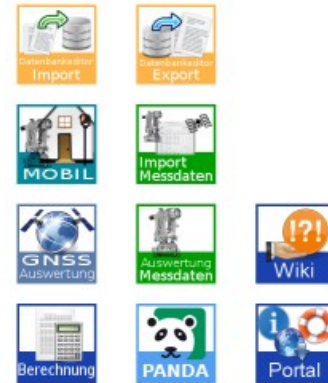 Datenbankeditor
Import
Datenbankeditor
Export
MOBIL
Import
Messdaten
GNSS
Auswertung
Auswertung
Messdaten
!?!
Wiki
Berechnung
PANDA
i
Portal